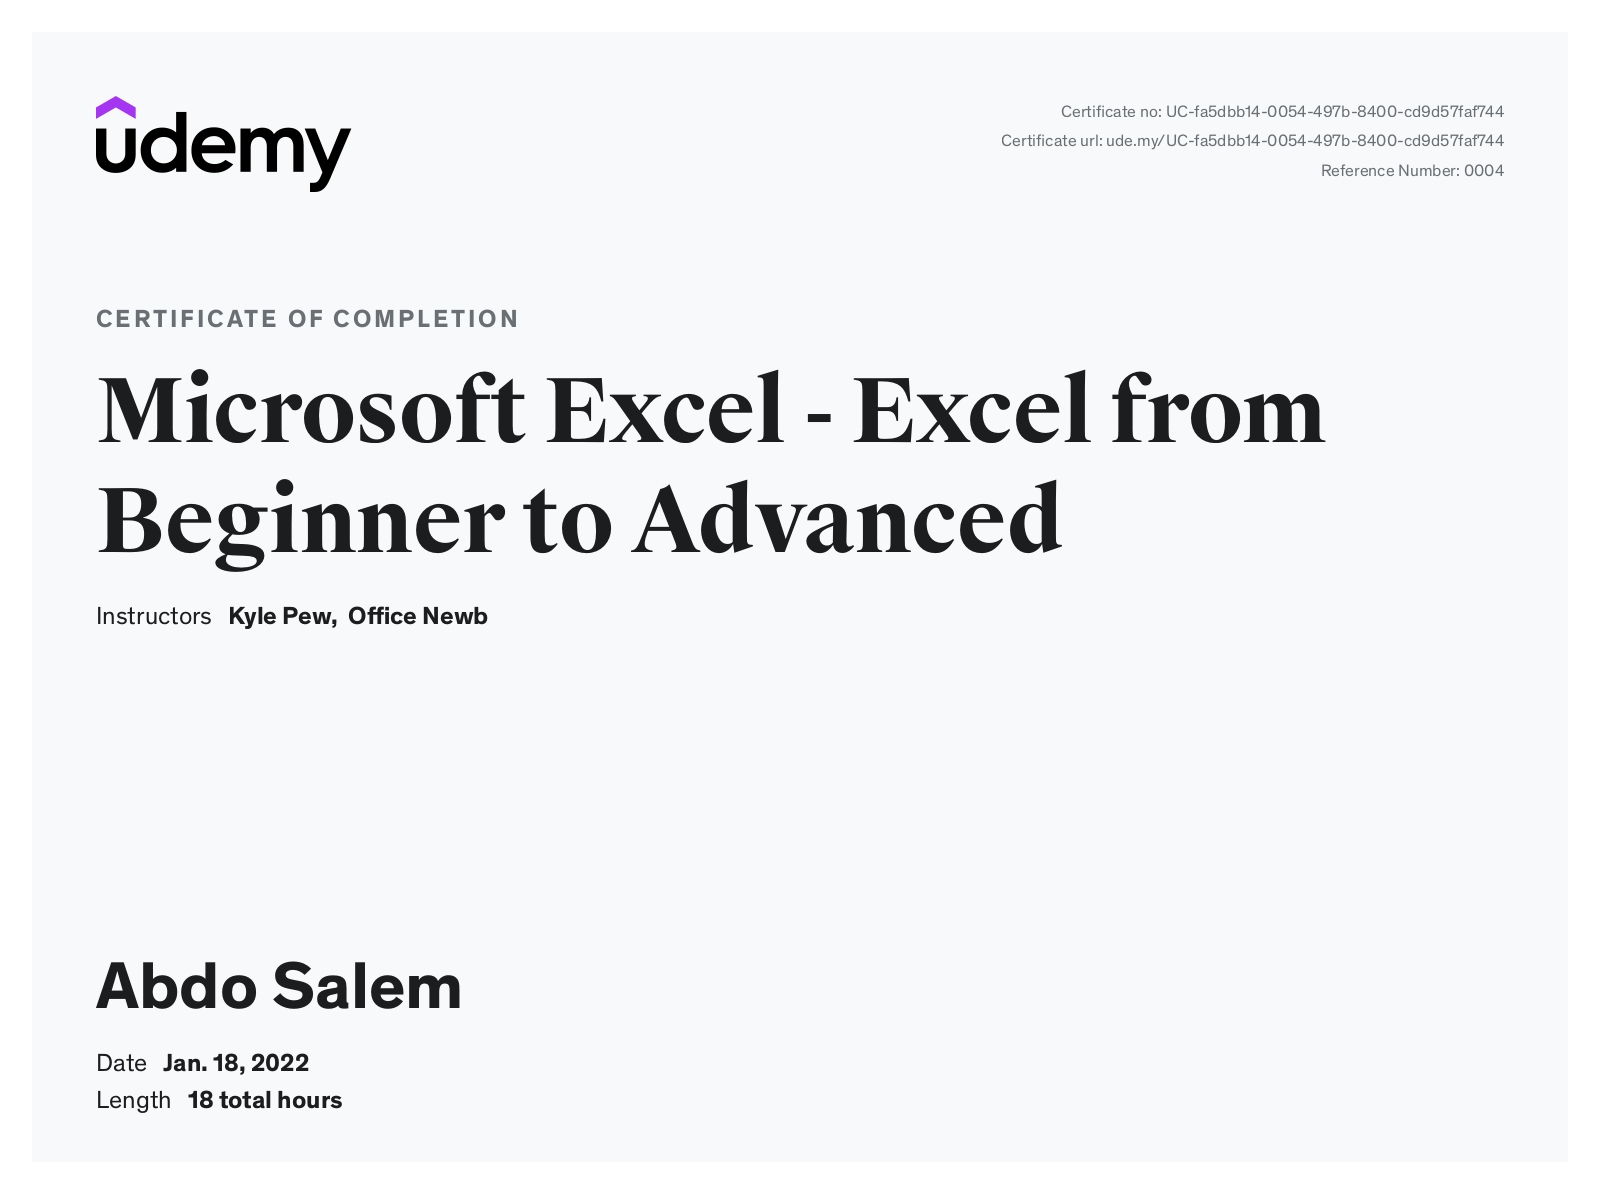 udemy
Certificate no: UC-fa5dbb14-0054-497b-8400-cd9d57faf744
Certificate url: ude.my/UC-fa5dbb14-0054-497b-8400-cd9d57faf744
Reference Number: 0004
CERTIFICATE OF COMPLETION
Microsoft Excel - Excel from
Beginner to Advanced
Instructors Kyle Pew, Office Newb
Abdo Salem
Date Jan. 18, 2022
Length 18 total hours